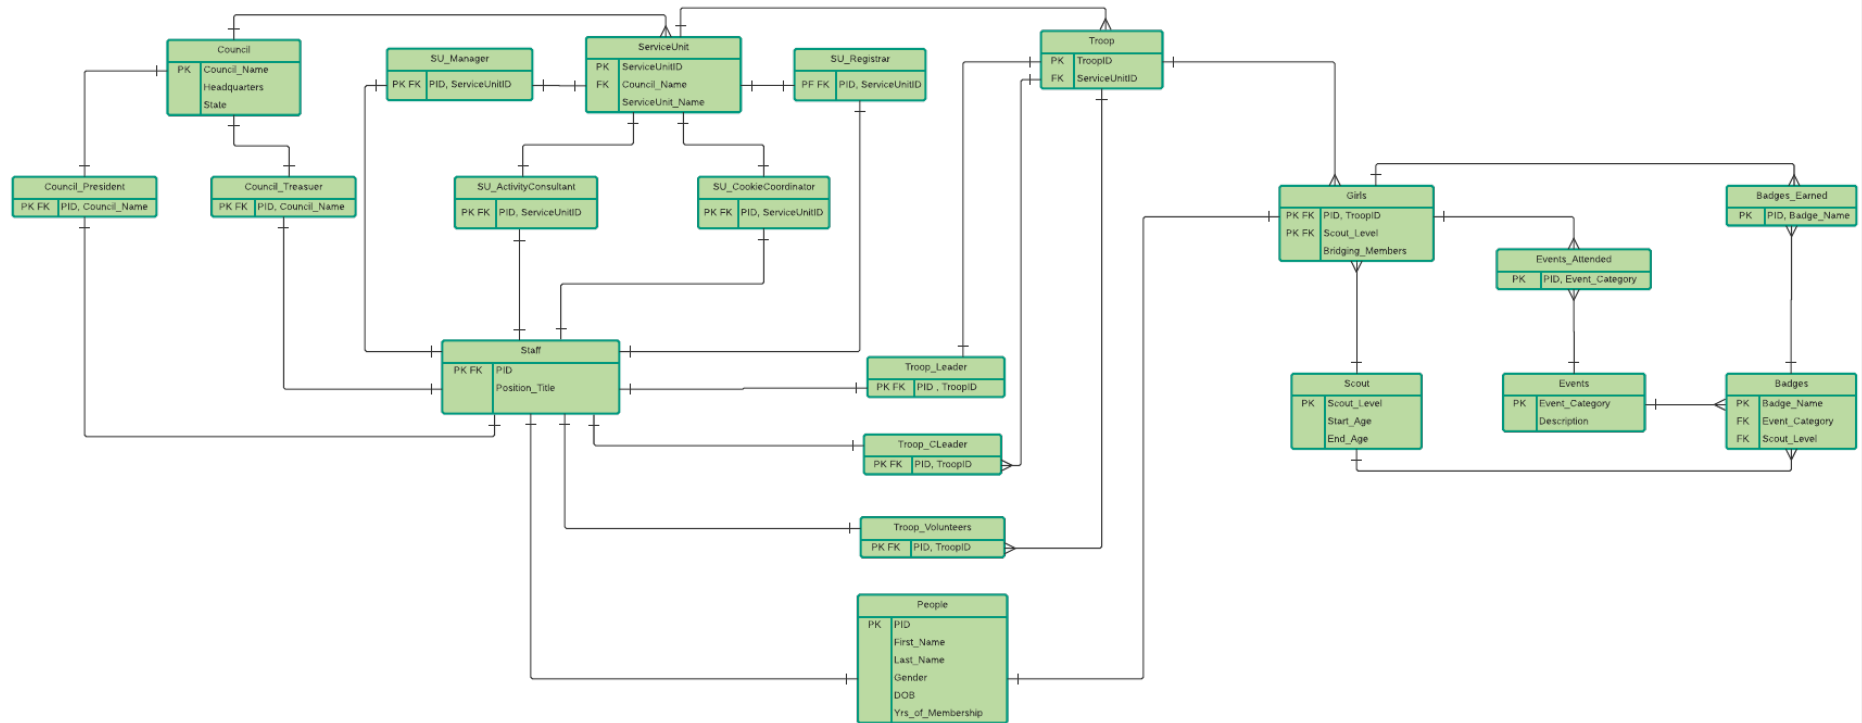 Council
PK Council_Name
Headquarters
State
SU_Manager
PK FK PID, ServiceUnitID
ServiceUnit
PK ServiceUnitID
FK Council_Name
ServiceUnit_Name
SU_Registrar
PF FK PID, ServiceUnitID
Troop
PK TroopID
FK ServiceUnitID
Council_President
PK FK PID, Council_Name
Council_Treasuer
PK FK PID, Council_Name
SU_ActivityConsultant
PK FK PID, ServiceUnitID
SU_CookieCoordinator
PK FK PID, ServiceUnitID
Girls
PK FK PID, TroopID
PK FK Scout_Level
Bridging_Members
Badges_Earned
PK PID, Badge_Name
Events_Attended
PK PID, Event_Category
Staff
PK FK PID
Position_Title
Troop_Leader
PK FK PID , TroopID
Scout
PK Scout_Level
Start_Age
End_Age
Events
PK Event_Category
Description
Badges
PK Badge_Name
FK Event_Category
FK Scout_Level
Troop_CLeader
PK FK PID, TroopID
Troop_Volunteers
PK FK PID, TroopID
People
PK PID
First_Name
Last_Name
Gender
DOB
Yrs_of_Membership